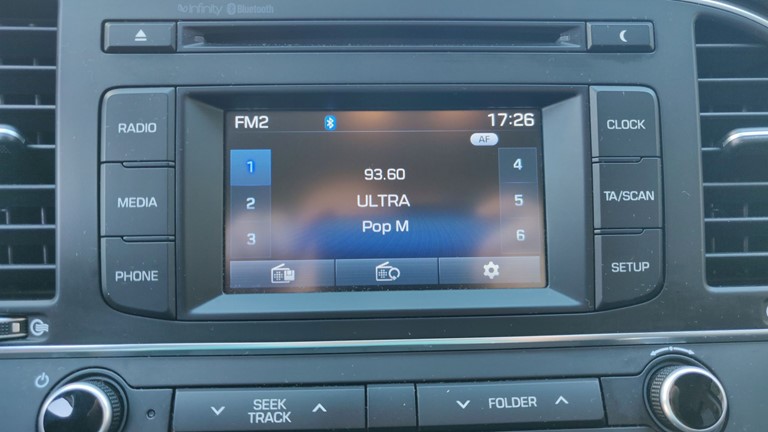 infinity Bluetooth
RADIO
MEDIA
PHONE
FM2 17:26
AF
1 93.60 4
2 ULTRA 5
3 Pop M 6
CLOCK
TA/SCAN
SETUP
SEEK
TRACK
FOLDER